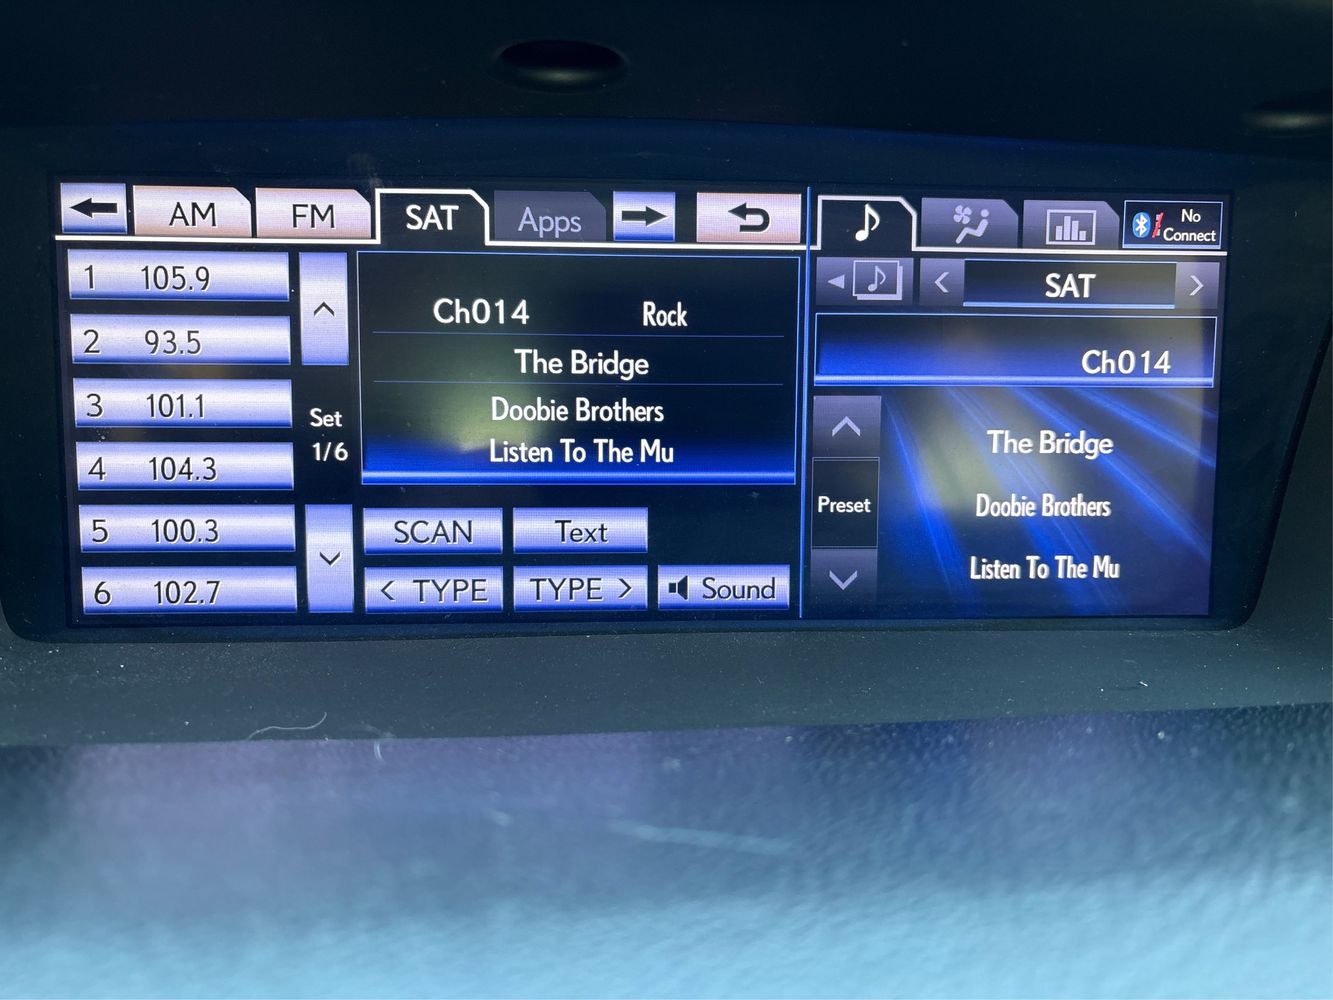 AM FM SAT Apps
1 105.9
2 93.5
3 101.1
4 104.3
5 100.3
6 102.7
Set
1/6
Ch014 Rock
The Bridge
Doobie Brothers
Listen To The Mu
SCAN Text
< TYPE TYPE > Sound
No
Connect
< SAT >
Ch014
Preset
The Bridge
Doobie Brothers
Listen To The Mu